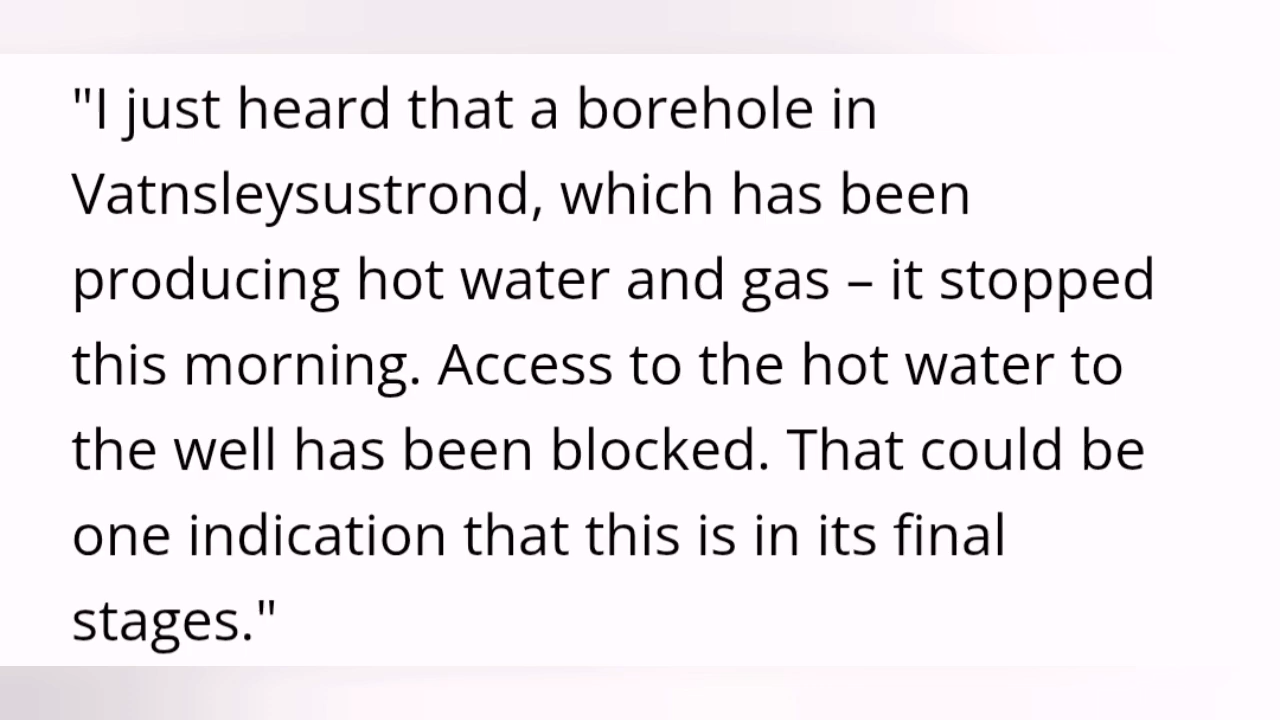 "I just heard that a borehole in
Vatnsleysustrond, which has been
producing hot water and gas – it stopped
this morning. Access to the hot water to
the well has been blocked. That could be
one indication that this is in its final
stages."